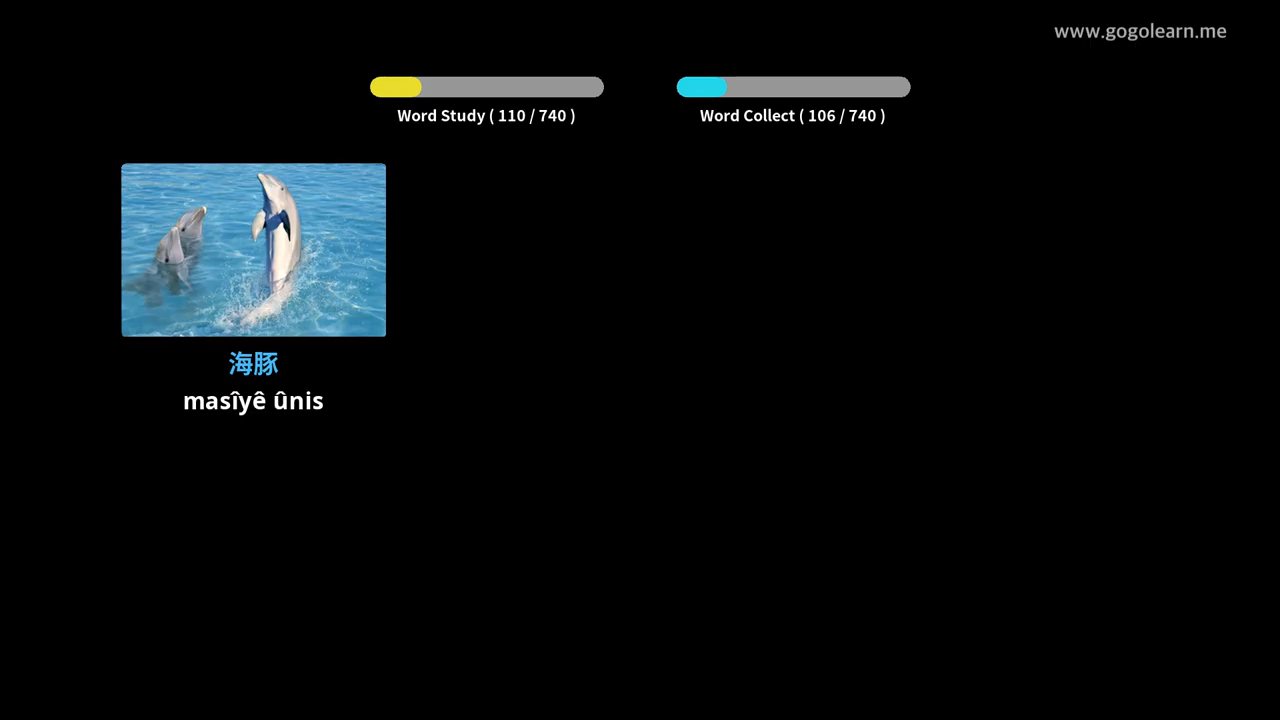 www.gogolearn.me
Word Study ( 110 / 740 )
Word Collect ( 106 / 740 )
海豚
masîyê ûnis